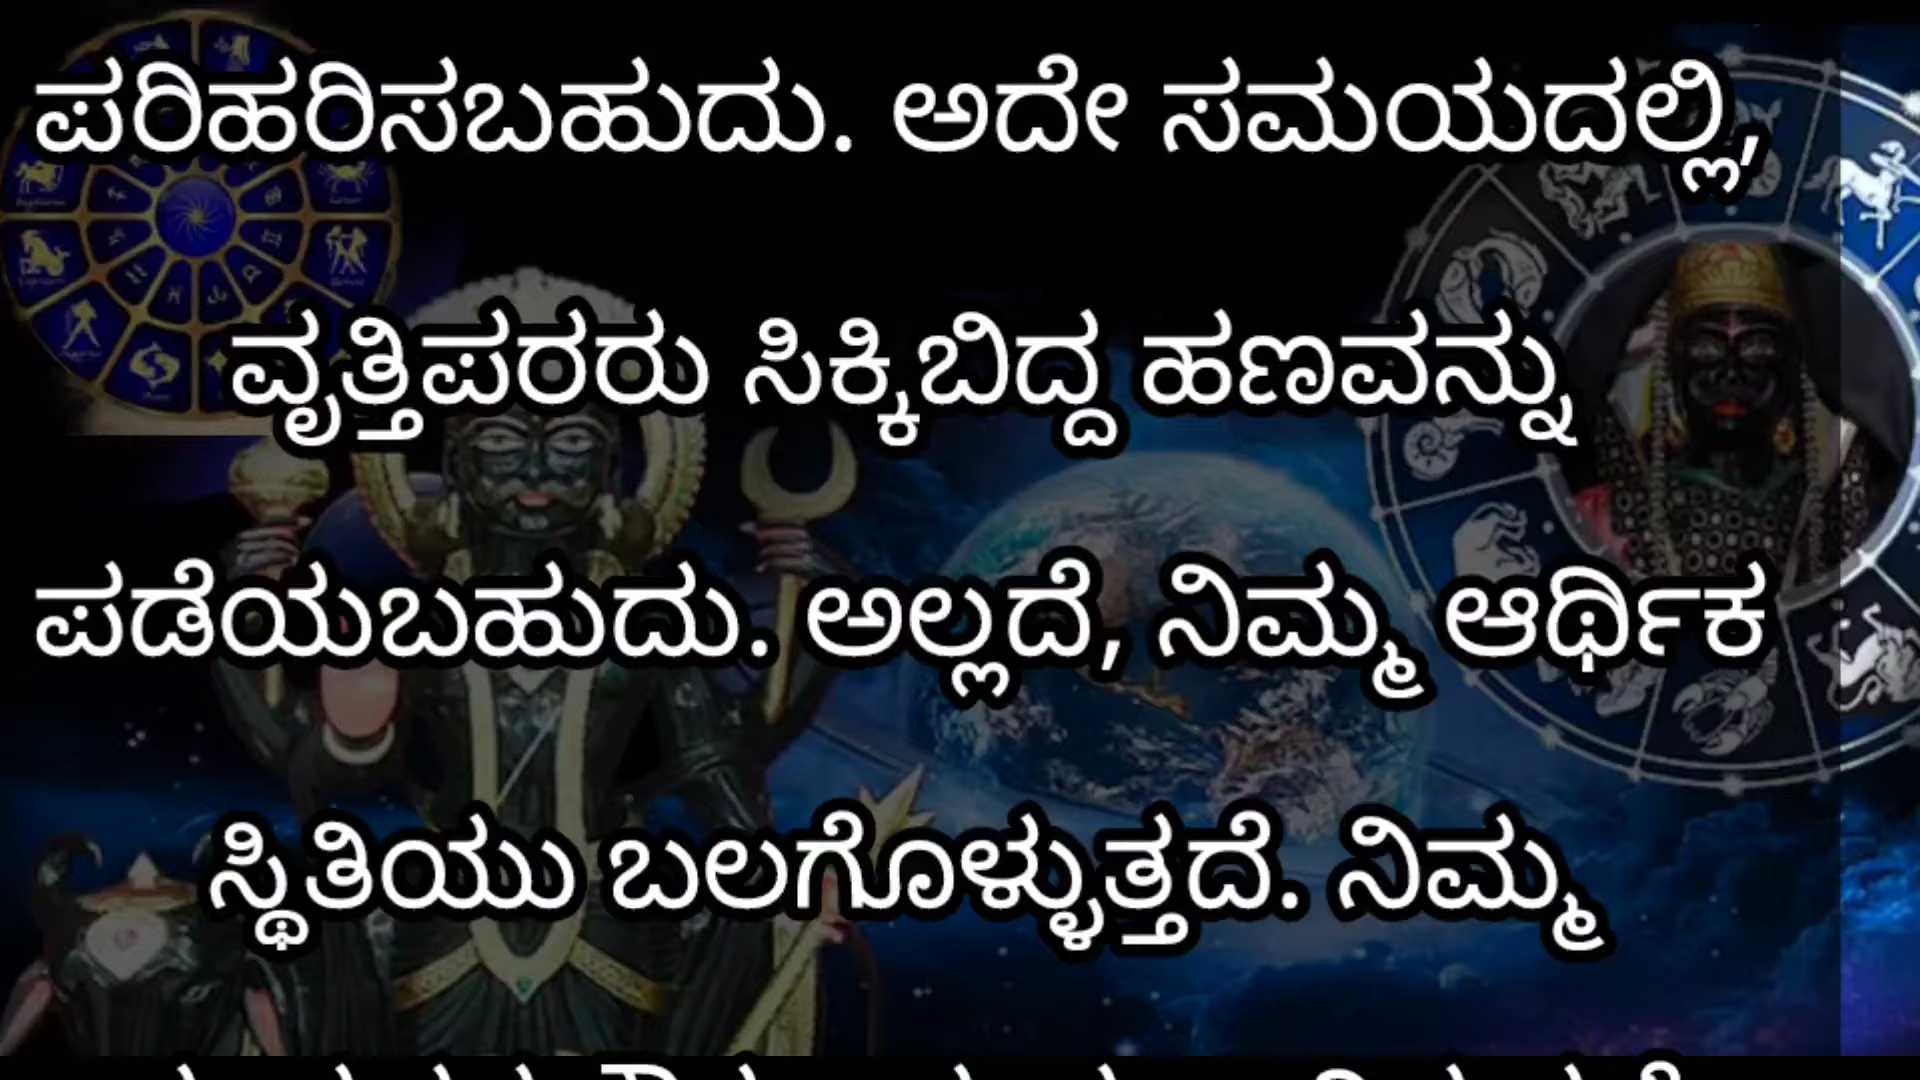 ಪರಿಹರಿಸಬಹುದು. ಅದೇ ಸಮಯದಲ್ಲಿ,
ವೃತ್ತಿಪರರು ಸಿಕ್ಕಿಬಿದ್ದ ಹಣವನ್ನು
ಪಡೆಯಬಹುದು. ಅಲ್ಲದೆ, ನಿಮ್ಮ ಆರ್ಥಿಕ
ಸ್ಥಿತಿಯು ಬಲಗೊಳ್ಳುತ್ತದೆ. ನಿಮ್ಮ